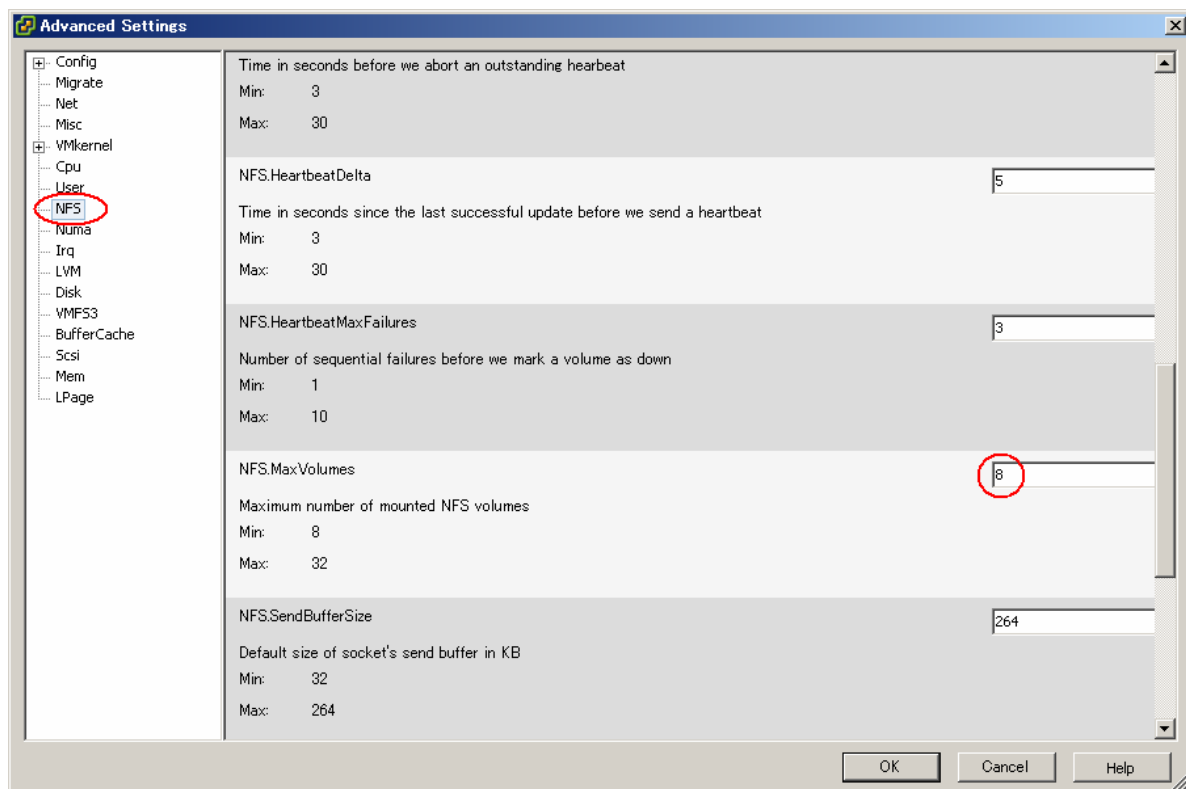 Advanced Settings
Config
Migrate
Net
Misc
VMkernel
Cpu
User
NFS
Numa
Irq
LVM
Disk
VMFS3
BufferCache
Scsi
Mem
LPage
Time in seconds before we abort an outstanding hearbeat
Min: 3
Max: 30
NFS.HeartbeatDelta 5
Time in seconds since the last successful update before we send a heartbeat
Min: 3
Max: 30
NFS.HeartbeatMaxFailures 3
Number of sequential failures before we mark a volume as down
Min: 1
Max: 10
NFS.MaxVolumes 8
Maximum number of mounted NFS volumes
Min: 8
Max: 32
NFS.SendBufferSize 264
Default size of socket's send buffer in KB
Min: 32
Max: 264
OK Cancel Help